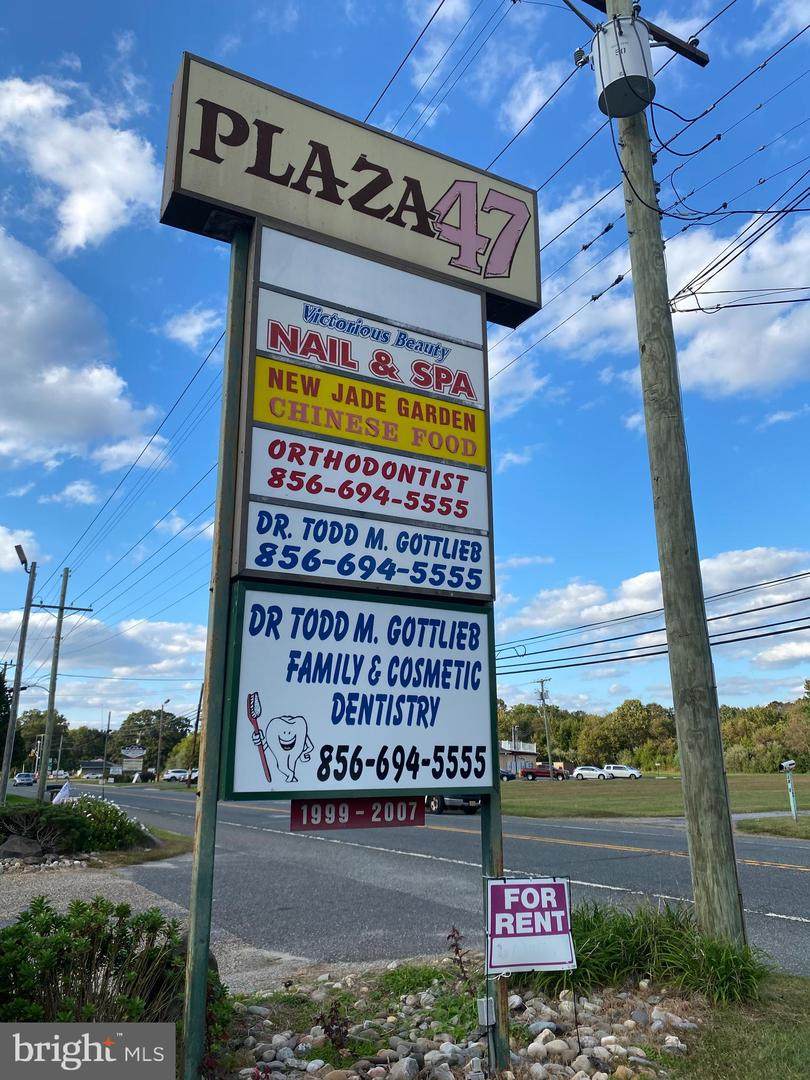 PLAZA 47
Victorious Beauty
NAIL & SPA
NEW JADE GARDEN
CHINESE FOOD
ORTHODONTIST
856-694-5555
DR. TODD M. GOTTLIEB
856-694-5555
DR TODD M. GOTTLIEB
FAMILY & COSMETIC
DENTISTRY
856-694-5555
1999 - 2007
FOR
RENT
bright MLS